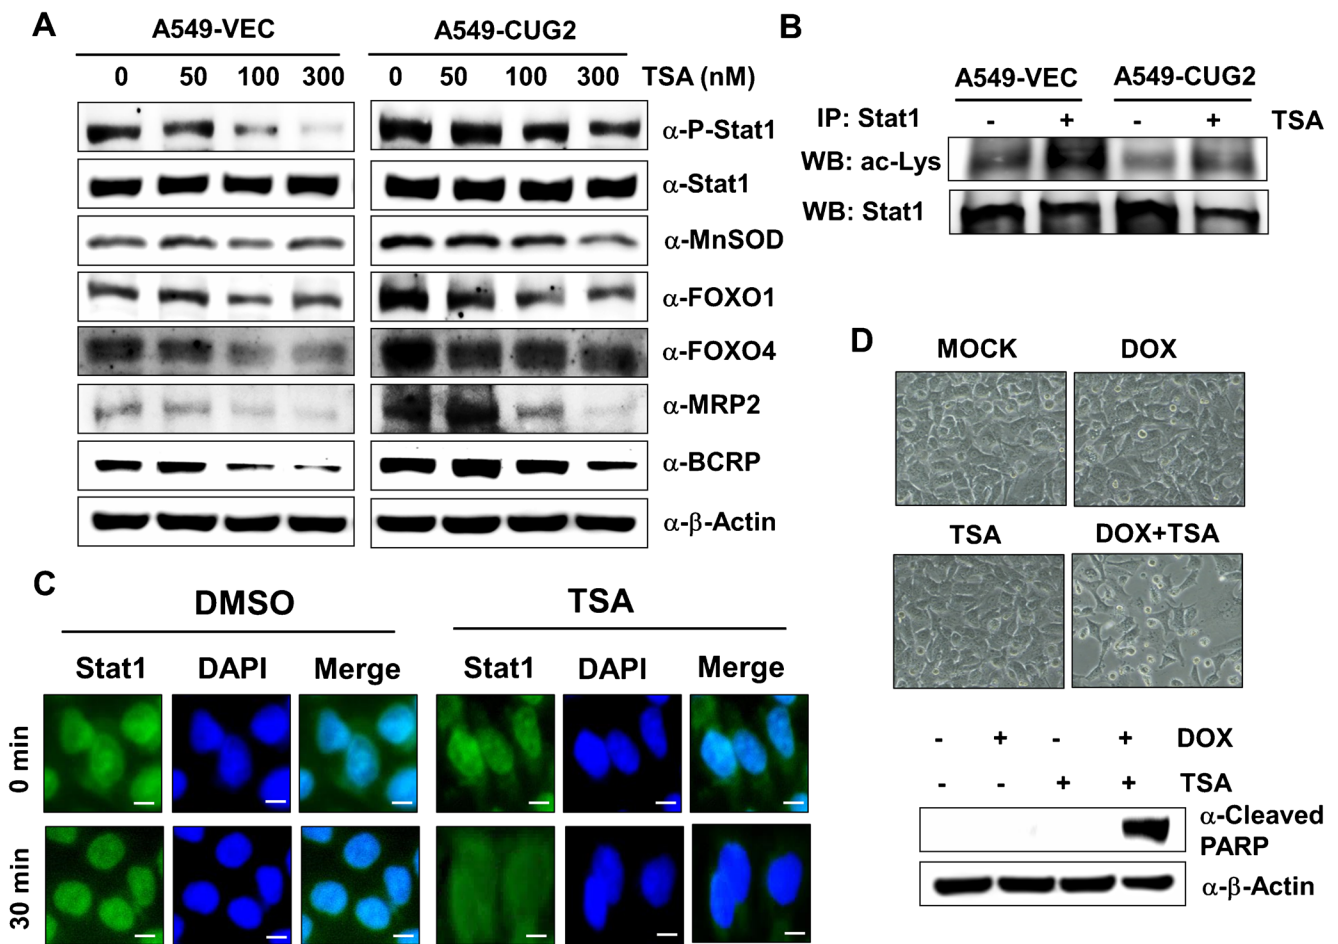 A
A549-VEC
A549-CUG2
0 50 100 300 0 50 100 300 TSA (nM)
α-P-Stat1
α-Stat1
α-MnSOD
α-FOXO1
α-FOXO4
α-MRP2
α-BCRP
α-β-Actin
B
A549-VEC A549-CUG2
IP: Stat1 - + - + TSA
WB: ac-Lys
WB: Stat1
C
DMSO TSA
Stat1 DAPI Merge Stat1 DAPI Merge
0 min
30 min
D
MOCK DOX
TSA DOX+TSA
- + - + DOX
- - + + TSA
α-Cleaved
PARP
α-β-Actin